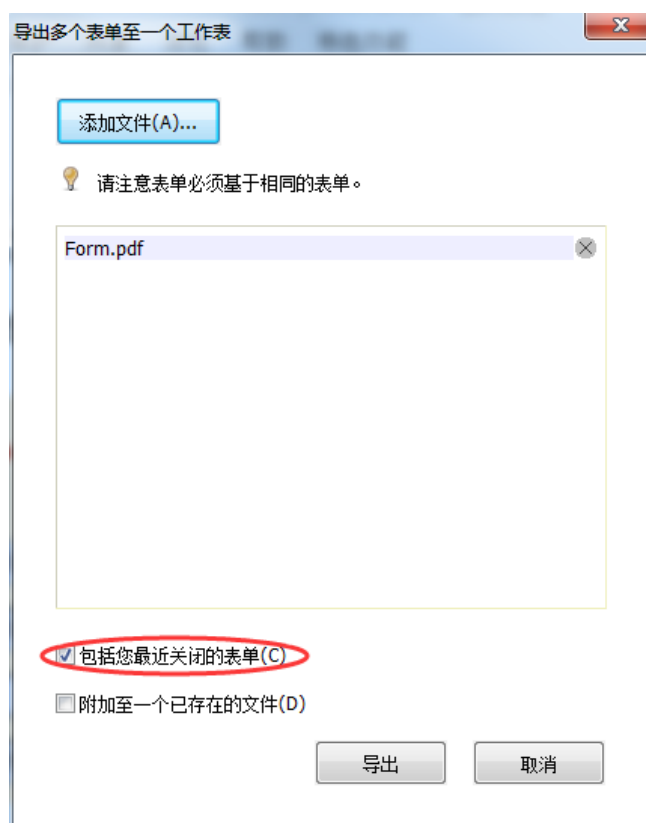 导出多个表单至一个工作表
添加文件(A)...
请注意表单必须基于相同的表单。
Form.pdf
包括您最近关闭的表单(C)
附加至一个已存在的文件(D)
导出 取消